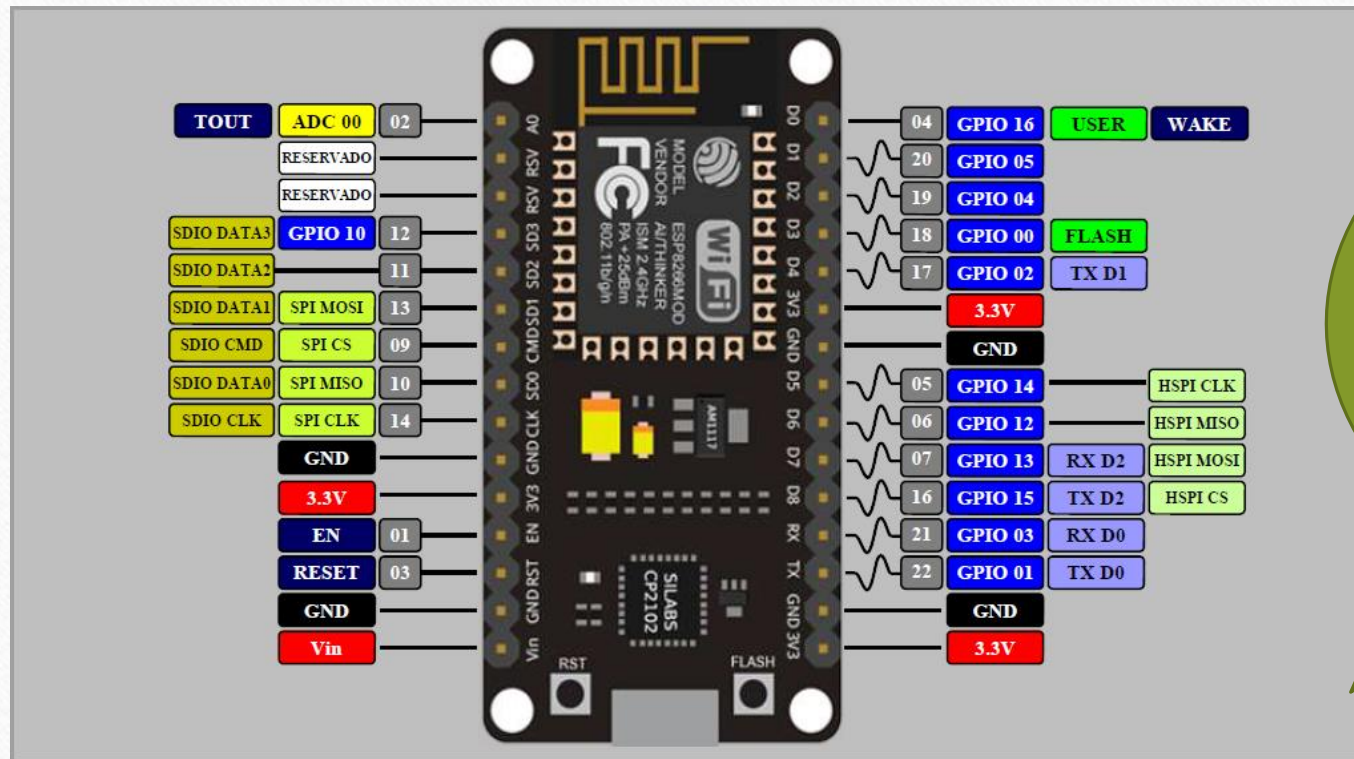 TOUT ADC 00 02
RESERVADO
RESERVADO
SDIO DATA3 GPIO 10 12
SDIO DATA2 11
SDIO DATA1 SPI MOSI 13
SDIO CMD SPI CS 09
SDIO DATA0 SPI MISO 10
SDIO CLK SPI CLK 14
GND
3.3V
EN 01
RESET 03
GND
Vin
A0
RSV
RSV
SD3
SD2
SD1
CMD
SD0
CLK
GND
3V3
EN
RST
GND
Vin
MODEL
VENDOR
ESP8266MOD
AI/THINKER
ISM 2.4GHz
PA +25dBm
802.11b/g/n
FC
WiFi
AM1117
SILABS
CP2102
RST
FLASH
D0
D1
D2
D3
D4
3V3
GND
D5
D6
D7
D8
RX
TX
GND
3V3
04 GPIO 16 USER WAKE
20 GPIO 05
19 GPIO 04
18 GPIO 00 FLASH
17 GPIO 02 TX D1
3.3V
GND
05 GPIO 14 HSPI CLK
06 GPIO 12 HSPI MISO
07 GPIO 13 RX D2 HSPI MOSI
16 GPIO 15 TX D2 HSPI CS
21 GPIO 03 RX D0
22 GPIO 01 TX D0
GND
3.3V